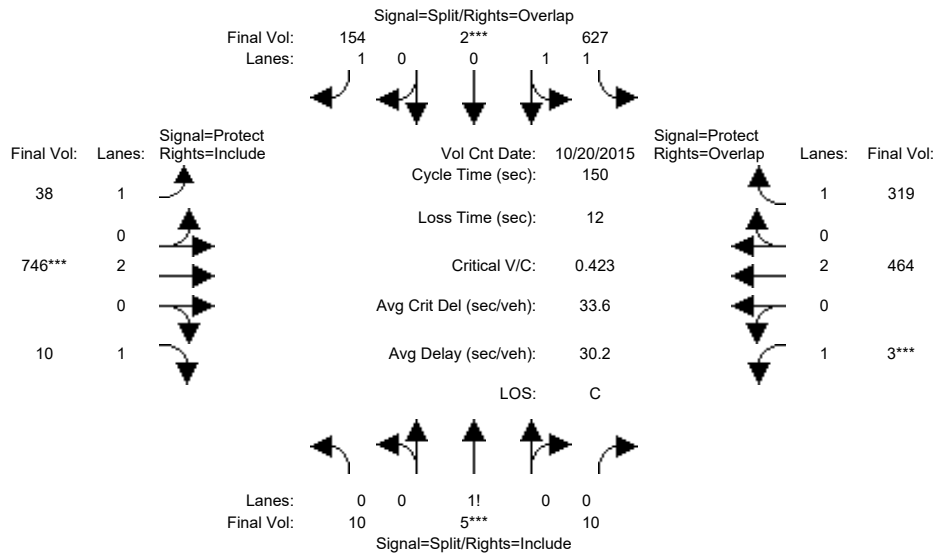 Signal=Split/Rights=Overlap
Final Vol: 154 2*** 627
Lanes: 1 0 0 1 1
Signal=Protect
Final Vol: Lanes: Rights=Include
Vol Cnt Date: 10/20/2015
Signal=Protect
Rights=Overlap Lanes: Final Vol:
Cycle Time (sec): 150
38 1
1 319
Loss Time (sec): 12
0
0
746*** 2
Critical V/C: 0.423
2 464
0
Avg Crit Del (sec/veh): 33.6
0
10 1
Avg Delay (sec/veh): 30.2
1 3***
LOS: C
Lanes: 0 0 1! 0 0
Final Vol: 10 5*** 10
Signal=Split/Rights=Include